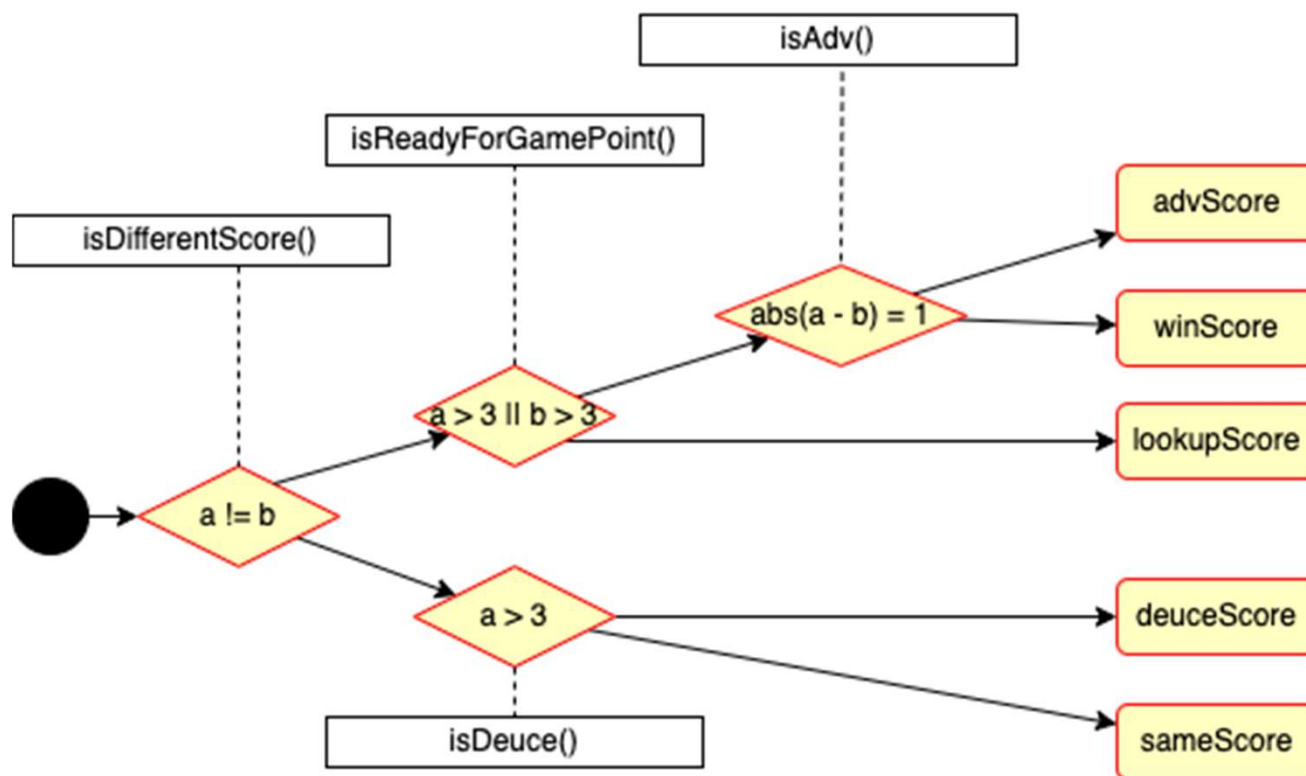 isAdv()
isReadyForGamePoint()
isDifferentScore()
advScore
abs(a - b) = 1
winScore
a > 3 || b > 3
lookupScore
a != b
a > 3
deuceScore
isDeuce()
sameScore